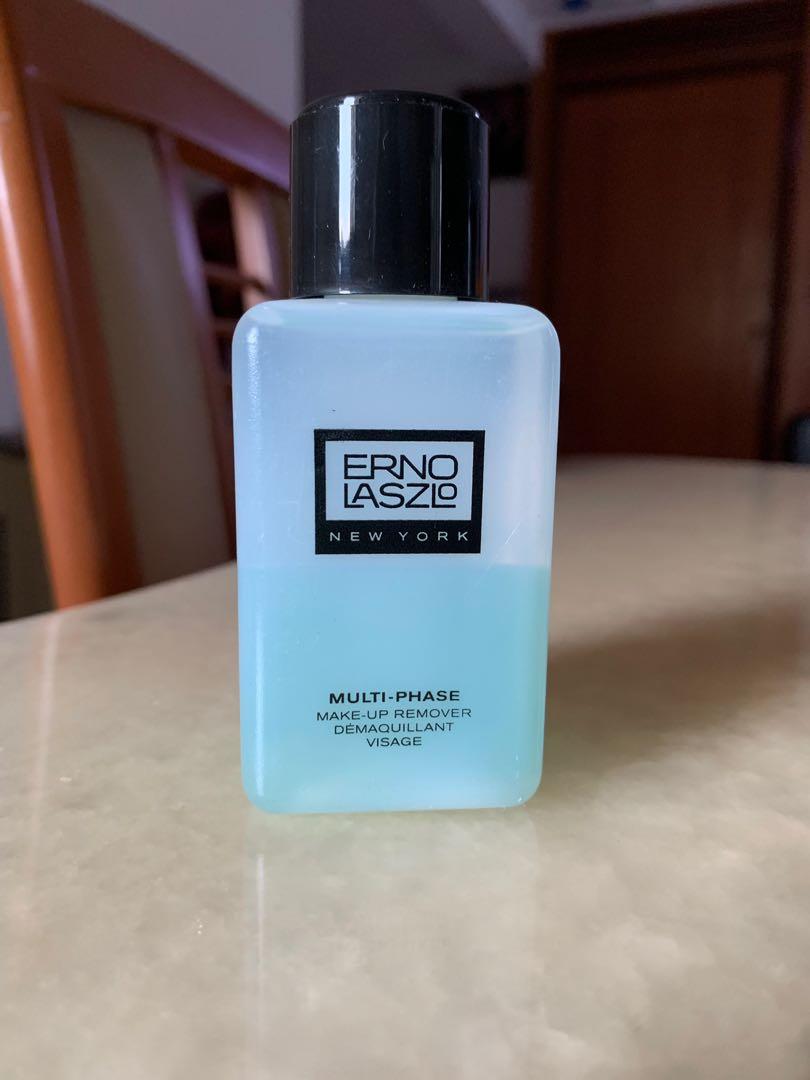 ERNO
LASZLO
NEW YORK
MULTI-PHASE
MAKE-UP REMOVER
DÉMAQUILLANT
VISAGE